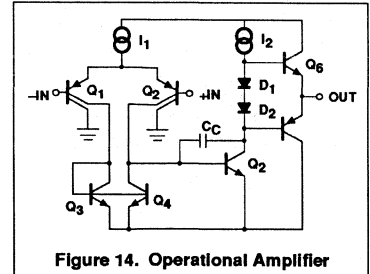 I1
I2
Q6
Q1
Q2
D1
–IN
+IN
OUT
D2
CC
Q2
Q3
Q4
Figure 14. Operational Amplifier